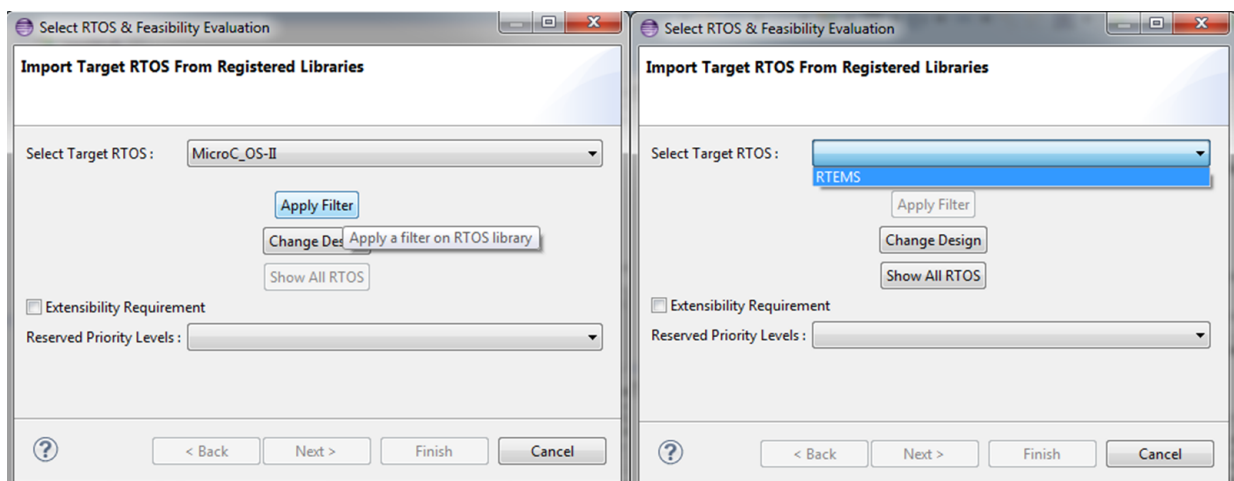 Select RTOS & Feasibility Evaluation
Import Target RTOS From Registered Libraries
Select Target RTOS :
MicroC_OS-II
Apply Filter
Change Des
Apply a filter on RTOS library
Show All RTOS
Extensibility Requirement
Reserved Priority Levels :
< Back
Next >
Finish
Cancel
Select RTOS & Feasibility Evaluation
Import Target RTOS From Registered Libraries
Select Target RTOS :
RTEMS
Apply Filter
Change Design
Show All RTOS
Extensibility Requirement
Reserved Priority Levels :
< Back
Next >
Finish
Cancel